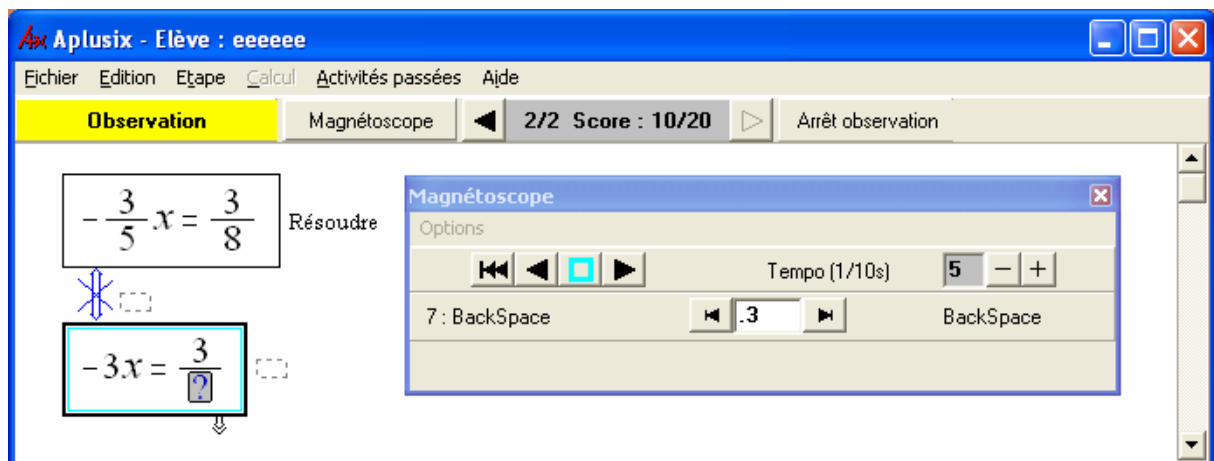 Aplusix - Elève : eeeeee
Fichier Edition Etape Calcul Activités passées Aide
Observation Magnétoscope 2/2 Score : 10/20 Arrêt observation
- 3/5 x = 3/8 Résoudre
-3x = 3/?
Magnétoscope
Options
Tempo (1/10s) 5 - +
7 : BackSpace .3 BackSpace